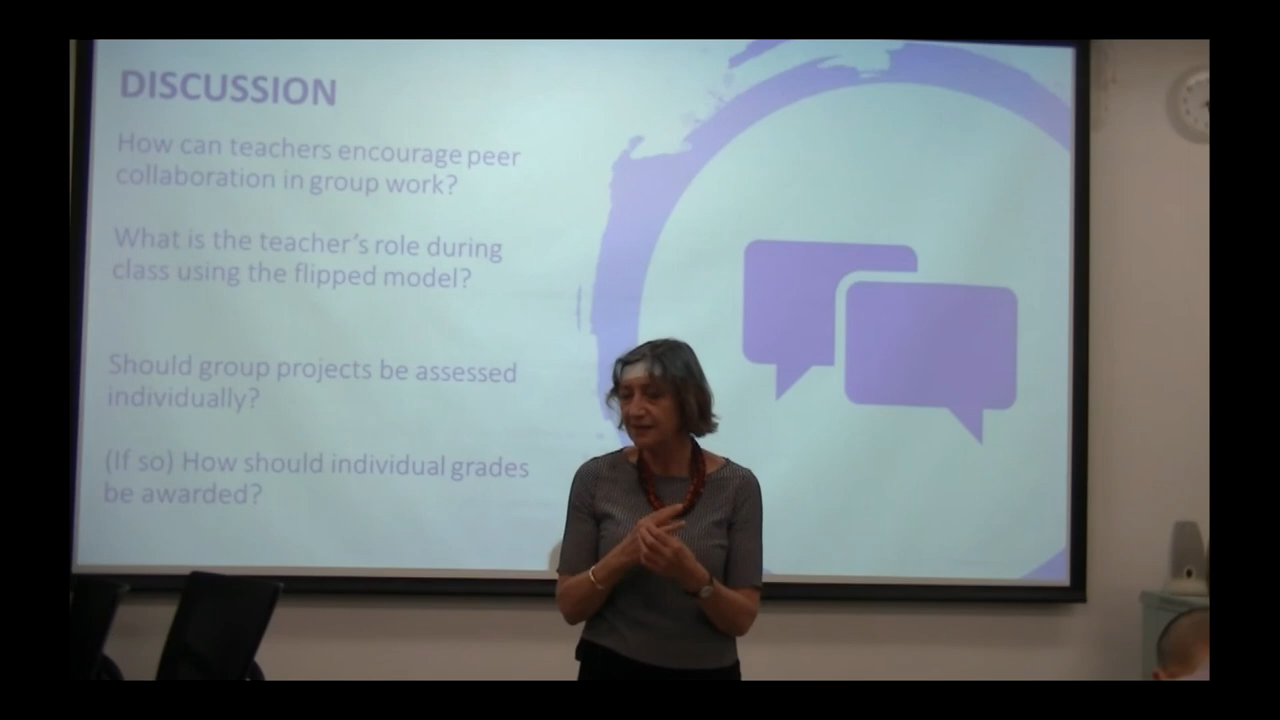 DISCUSSION
How can teachers encourage peer
collaboration in group work?
What is the teacher's role during
class using the flipped model?
Should group projects be assessed
individually?
(If so) How should individual grades
be awarded?